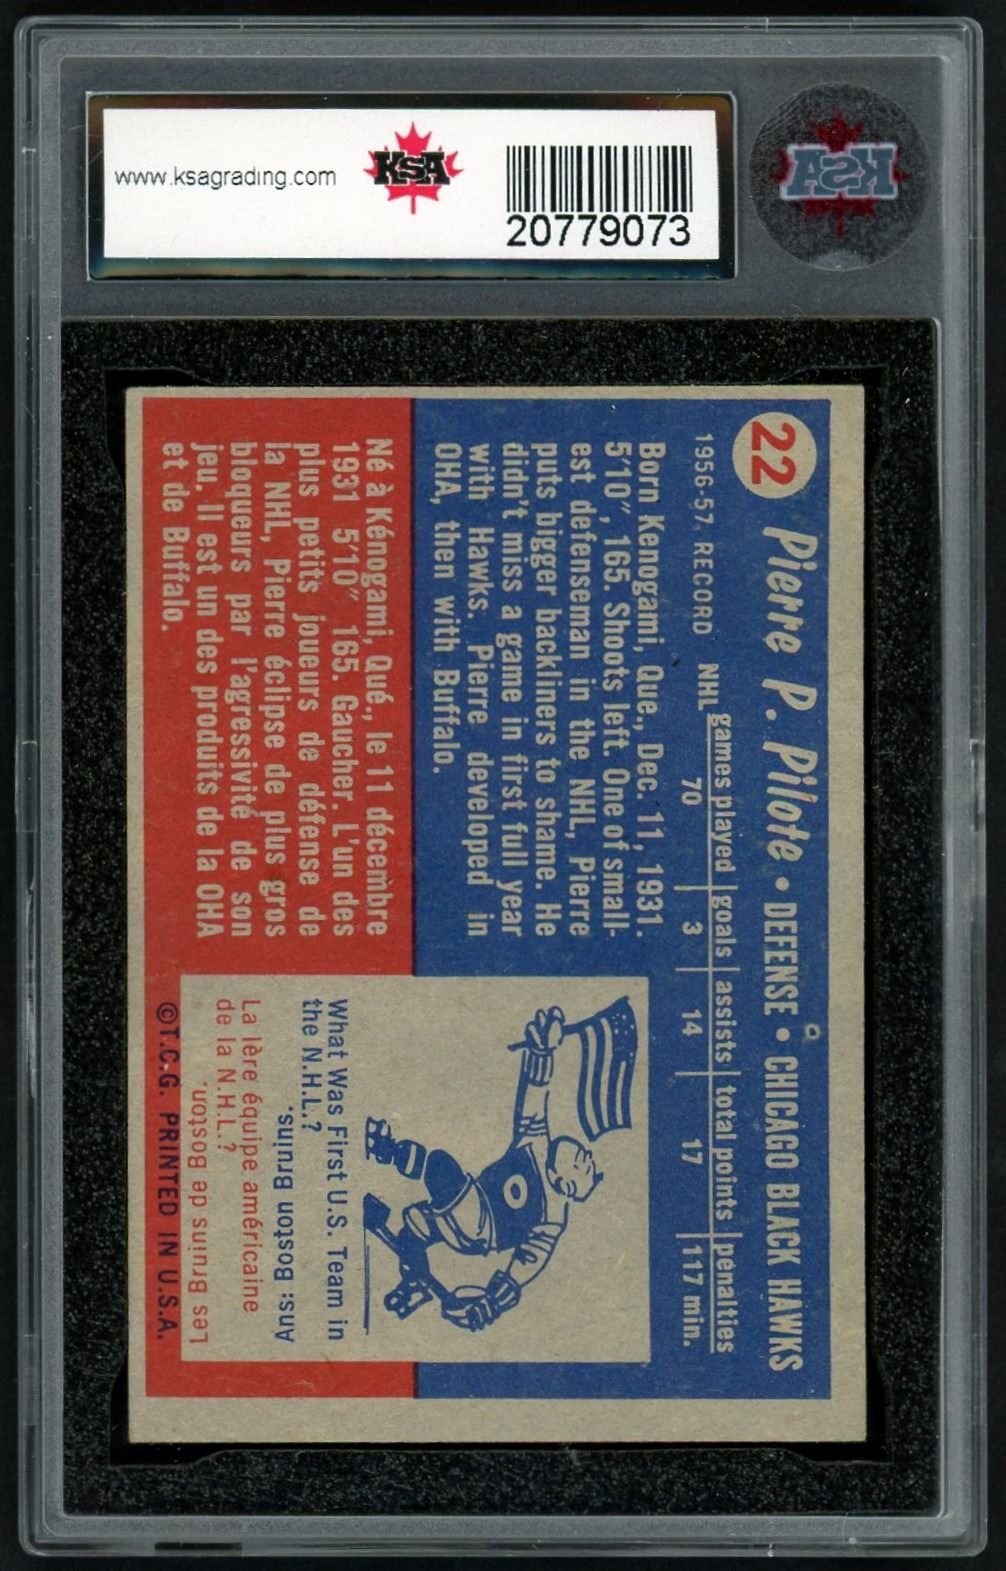 www.ksagrading.com
KSA
20779073
KSA
22 Pierre P. Pilote • DEFENSE • CHICAGO BLACK HAWKS
1956-57 RECORD NHL games played goals assists total points penalties
70 3 14 17 117 min.
Born Kenogami, Que., Dec. 11, 1931.
5'10", 165. Shoots left. One of small-
est defenseman in the NHL, Pierre
puts bigger backliners to shame. He
didn't miss a game in first full year
with Hawks. Pierre developed in
OHA, then with Buffalo.
Né à Kénogami, Qué., le 11 décembre
1931 5'10" 165. Gaucher. L'un des
plus petits joueurs de défense de
la NHL, Pierre éclipse de plus gros
bloqueurs par l'agressivité de son
jeu. Il est un des produits de la OHA
et de Buffalo.
What Was First U.S. Team in
the N.H.L.?
Ans: Boston Bruins.
La lère équipe américaine
de la N.H.L.?
Les Bruins de Boston.
©T.C.G. PRINTED IN U.S.A.